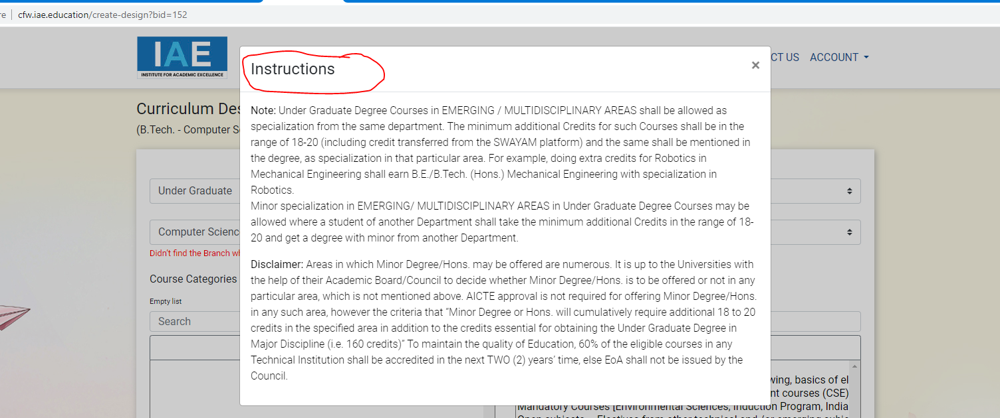 re cfw.iae.education/create-design?bid=152
IAE
INSTITUTE FOR ACADEMIC EXCELLENCE
CT US ACCOUNT
Instructions
×
Curriculum Des
(B.Tech. - Computer S
Note: Under Graduate Degree Courses in EMERGING / MULTIDISCIPLINARY AREAS shall be allowed as
specialization from the same department. The minimum additional Credits for such Courses shall be in the
range of 18-20 (including credit transferred from the SWAYAM platform) and the same shall be mentioned in
the degree, as specialization in that particular area. For example, doing extra credits for Robotics in
Mechanical Engineering shall earn B.E./B.Tech. (Hons.) Mechanical Engineering with specialization in
Robotics.
Minor specialization in EMERGING/ MULTIDISCIPLINARY AREAS in Under Graduate Degree Courses may be
allowed where a student of another Department shall take the minimum additional Credits in the range of 18-
20 and get a degree with minor from another Department.
Disclaimer: Areas in which Minor Degree/Hons. may be offered are numerous. It is up to the Universities with
the help of their Academic Board/Council to decide whether Minor Degree/Hons. is to be offered or not in any
particular area, which is not mentioned above. AICTE approval is not required for offering Minor Degree/Hons.
in any such area, however the criteria that “Minor Degree or Hons. will cumulatively require additional 18 to 20
credits in the specified area in addition to the credits essential for obtaining the Under Graduate Degree in
Major Discipline (i.e. 160 credits)” To maintain the quality of Education, 60% of the eligible courses in any
Technical Institution shall be accredited in the next TWO (2) years’ time, else EoA shall not be issued by the
Council.
Under Graduate
Computer Scienc
Didn't find the Branch wh
Course Categories
Empty list
Search
wing, basics of el
nt courses (CSE)
Mandatory Courses [Environmental Sciences, Induction Program, India
Open subjects – Electives from other technical and /or emerging subje